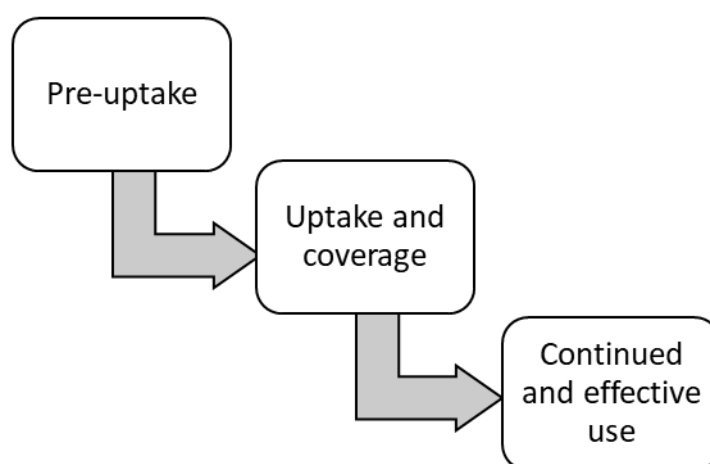 Pre-uptake
Uptake and
coverage
Continued
and effective
use